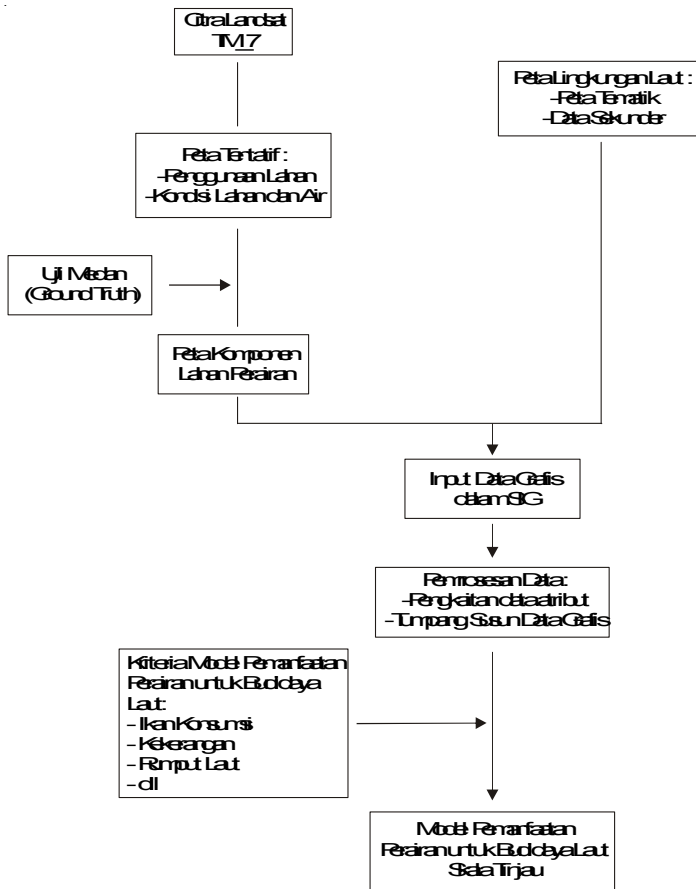 Citra Landsat
TM 7
Peta Lingkungan Laut :
-Peta Tematik
-Data Sekunder
Peta Tentatif :
-Penggunaan Lahan
-Kondisi Lahan dan Air
Uji Medan
(Ground Truth)
Peta Komponen
Lahan Perairan
Input Data Grafis
dalam SIG
Pemrosesan Data:
-Pengkaitan data atribut
-Tumpang Susun Data Grafis
Kriteria Model Pemanfaatan
Perairan untuk Budidaya
Laut:
- Ikan Konsumsi
- Kekerangan
- Rumput Laut
- dll
Model Pemanfaatan
Perairan untuk Budidaya Laut
Skala Tinjau